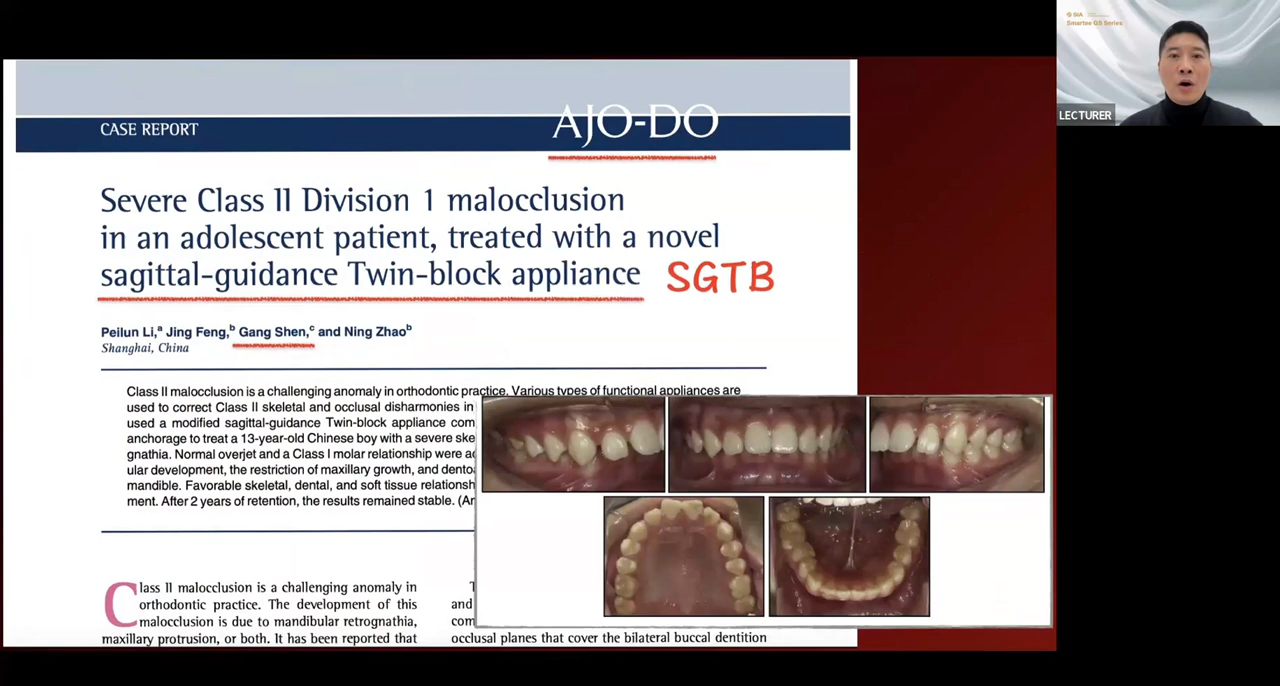 SIA
Smartee GS Series
LECTURER
CASE REPORT
AJO-DO
Severe Class II Division 1 malocclusion
in an adolescent patient, treated with a novel
sagittal-guidance Twin-block appliance
SGTB
Peilun Li,a Jing Feng,b Gang Shen,c and Ning Zhaob
Shanghai, China
Class II malocclusion is a challenging anomaly in orthodontic practice. Various types of functional appliances are
used to correct Class II skeletal and occlusal disharmonies in
used a modified sagittal-guidance Twin-block appliance com
anchorage to treat a 13-year-old Chinese boy with a severe ske
gnathia. Normal overjet and a Class I molar relationship were a
ular development, the restriction of maxillary growth, and dento
mandible. Favorable skeletal, dental, and soft tissue relationsh
ment. After 2 years of retention, the results remained stable. (Ar
Class II malocclusion is a challenging anomaly in
orthodontic practice. The development of this
malocclusion is due to mandibular retrognathia,
maxillary protrusion, or both. It has been reported that
T
and
com
occlusal planes that cover the bilateral buccal dentition